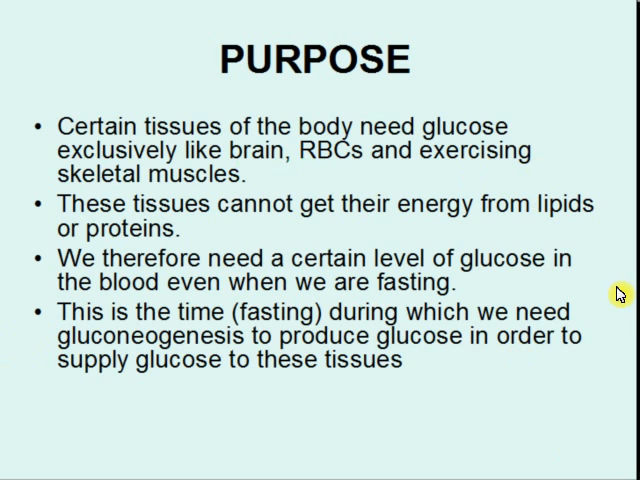 PURPOSE
• Certain tissues of the body need glucose
exclusively like brain, RBCs and exercising
skeletal muscles.
• These tissues cannot get their energy from lipids
or proteins.
• We therefore need a certain level of glucose in
the blood even when we are fasting.
• This is the time (fasting) during which we need
gluconeogenesis to produce glucose in order to
supply glucose to these tissues